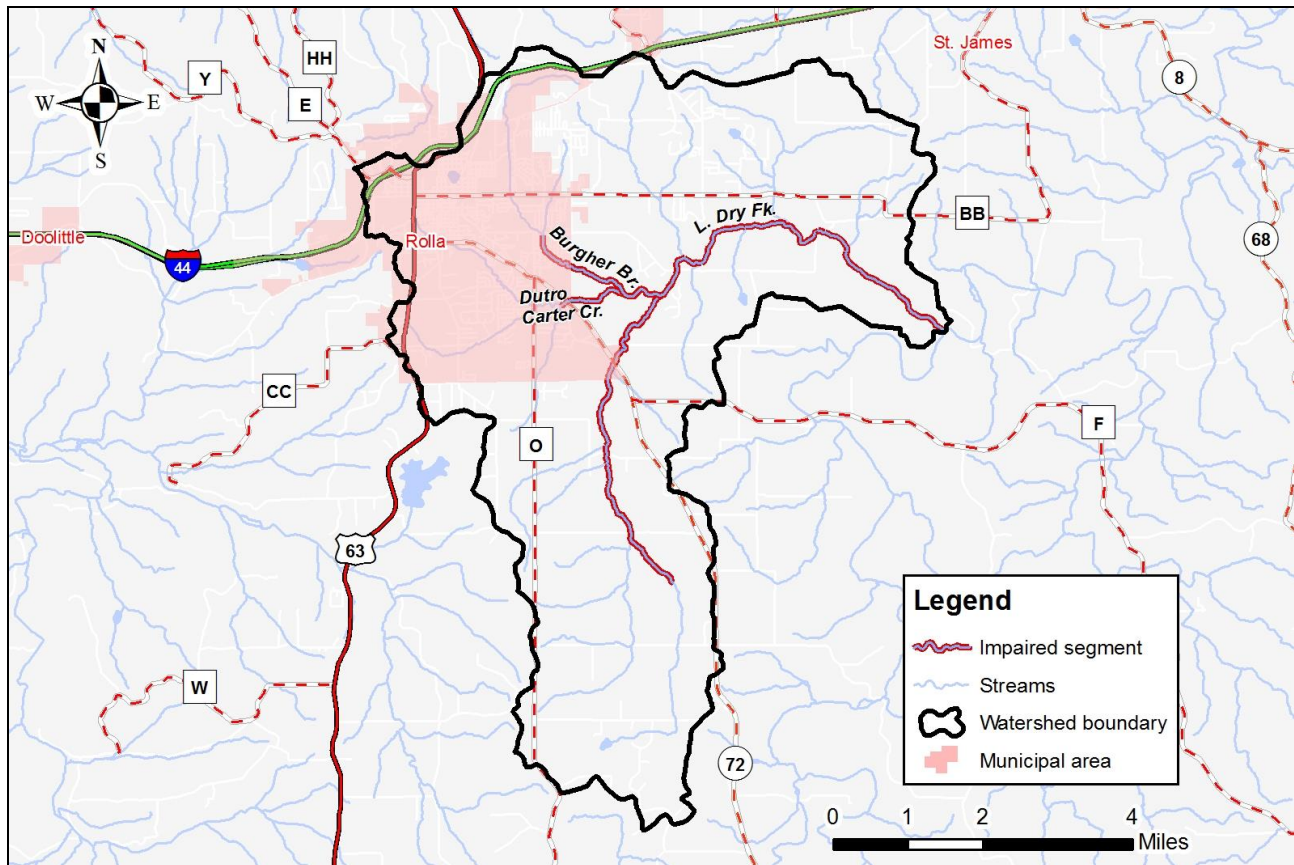 N
W E
S
Y
HH
E
St. James
8
Doolittle
44
Rolla
BB
68
L. Dry Fk.
Burgher Br.
Dutro
Carter Cr.
CC
O
F
63
W
72
Legend
Impaired segment
Streams
Watershed boundary
Municipal area
0 1 2 4
Miles